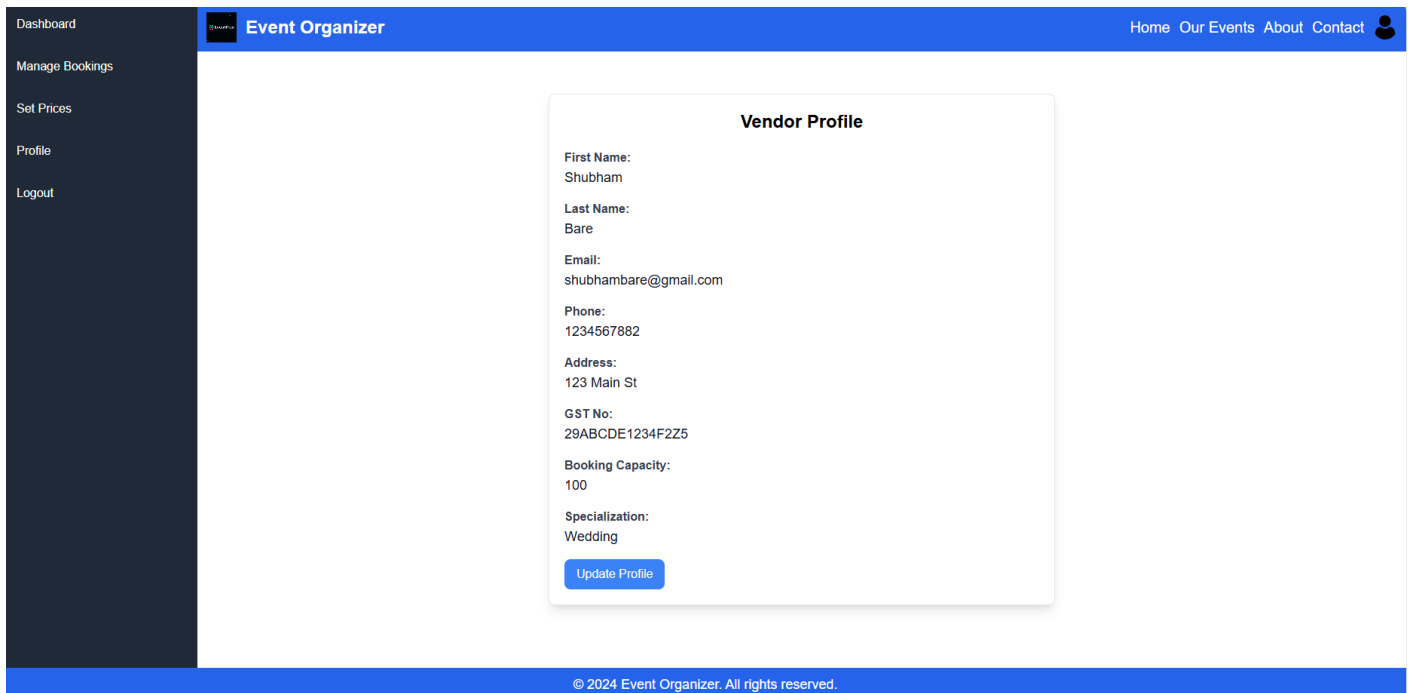 Dashboard
Manage Bookings
Set Prices
Profile
Logout
Event Organizer
Home Our Events About Contact
Vendor Profile
First Name:
Shubham
Last Name:
Bare
Email:
shubhambare@gmail.com
Phone:
1234567882
Address:
123 Main St
GST No:
29ABCDE1234F2Z5
Booking Capacity:
100
Specialization:
Wedding
Update Profile
© 2024 Event Organizer. All rights reserved.